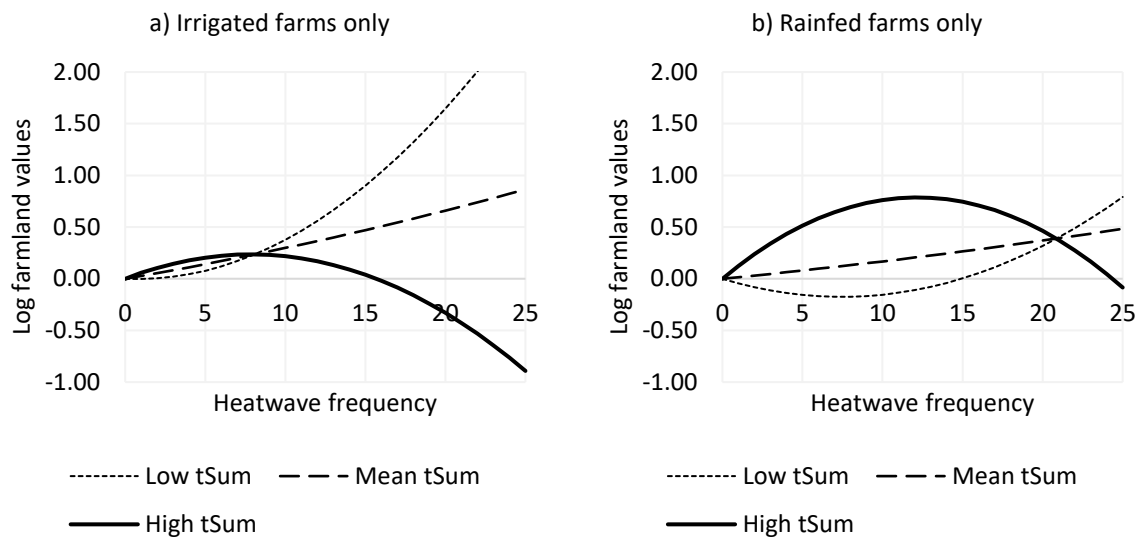 a) Irrigated farms only
2.00
1.50
1.00
0.50
0.00
-0.50
-1.00
0 5 10 15 20 25
Log farmland values
Heatwave frequency
Low tSum Mean tSum
High tSum
b) Rainfed farms only
2.00
1.50
1.00
0.50
0.00
-0.50
-1.00
0 5 10 15 20 25
Log farmland values
Heatwave frequency
Low tSum Mean tSum
High tSum